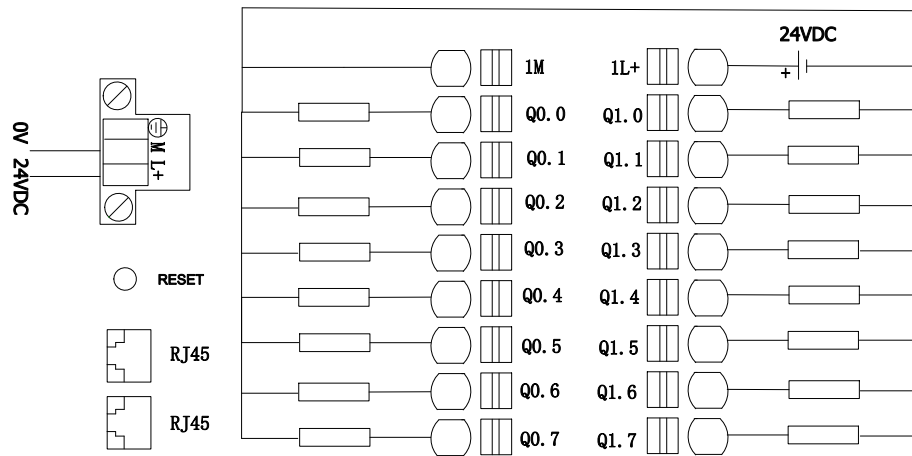 24VDC
+
1M 1L+
Q0.0 Q1.0
Q0.1 Q1.1
Q0.2 Q1.2
Q0.3 Q1.3
Q0.4 Q1.4
Q0.5 Q1.5
Q0.6 Q1.6
Q0.7 Q1.7
0V 24VDC
M L+
RESET
RJ45
RJ45